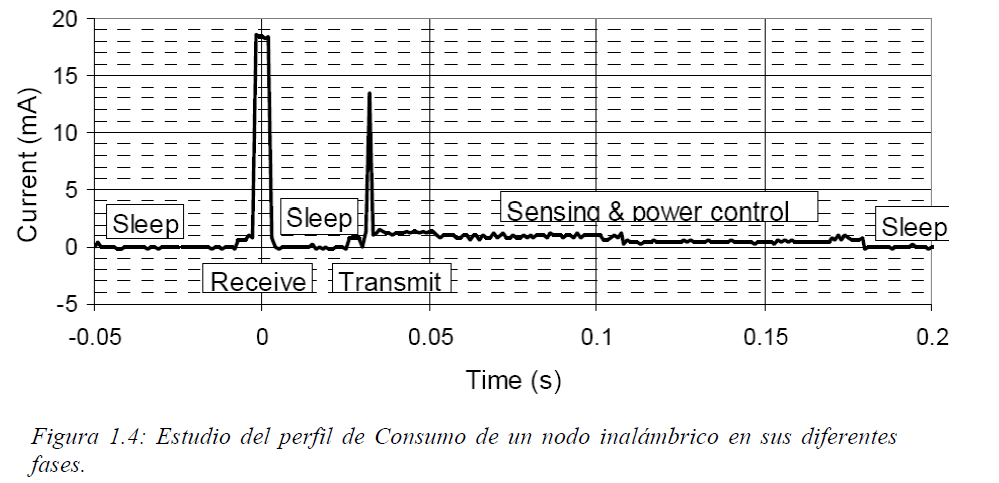 20
15
10
5
0
-5
Current (mA)
Sleep
Receive
Sleep
Transmit
Sensing & power control
Sleep
-0.05
0
0.05
0.1
0.15
0.2
Time (s)
Figura 1.4: Estudio del perfil de Consumo de un nodo inalámbrico en sus diferentes
fases.